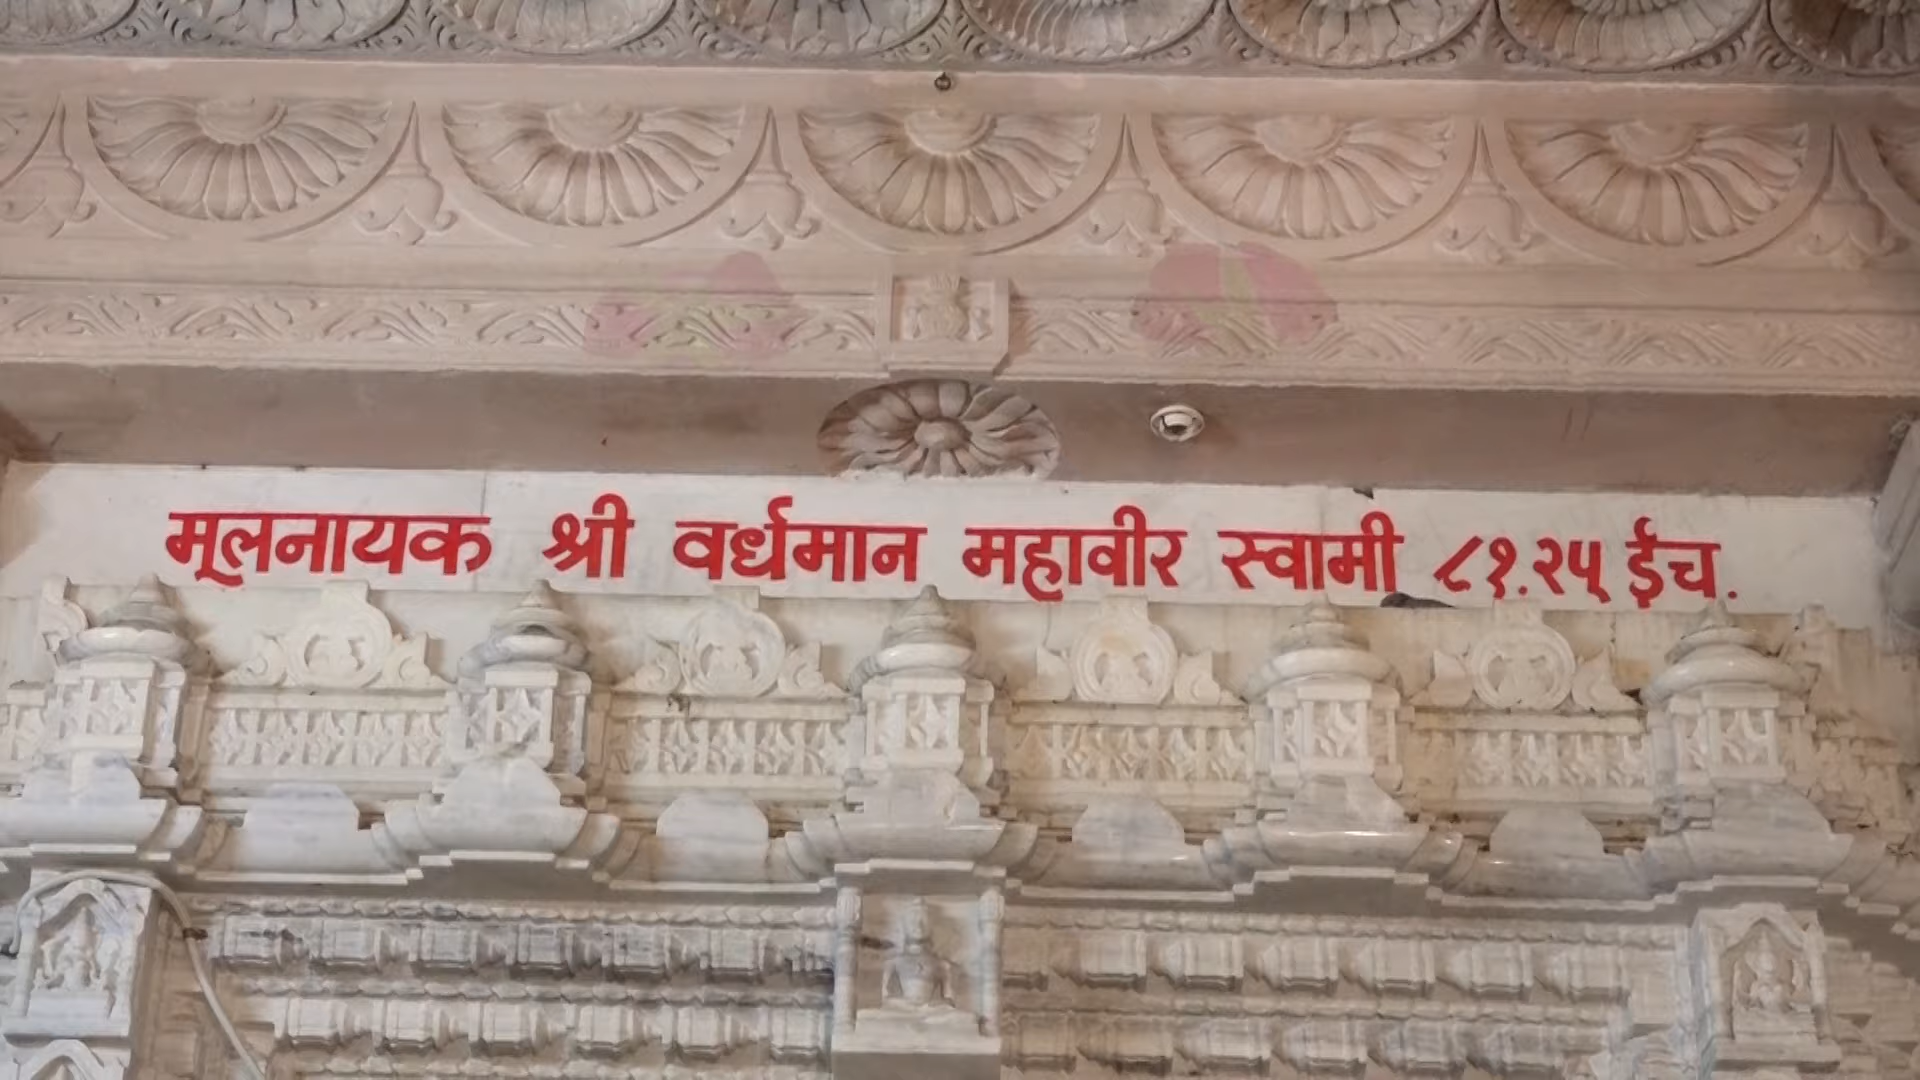 मूलनायक श्री वर्धमान महावीर स्वामी ८१.२५ ईंच.